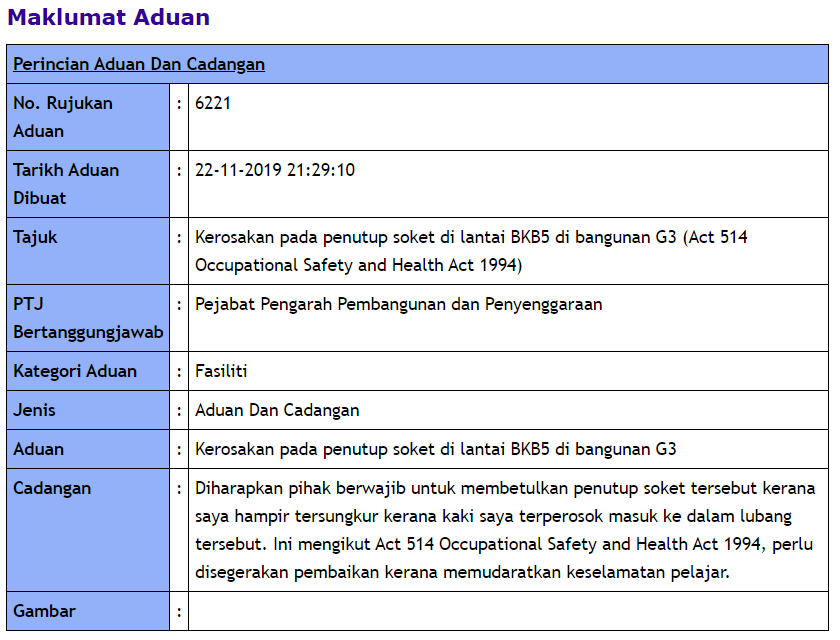 Maklumat Aduan
Perincian Aduan Dan Cadangan
No. Rujukan Aduan : 6221
Tarikh Aduan Dibuat : 22-11-2019 21:29:10
Tajuk : Kerosakan pada penutup soket di lantai BKB5 di bangunan G3 (Act 514
Occupational Safety and Health Act 1994)
PTJ Bertanggungjawab : Pejabat Pengarah Pembangunan dan Penyenggaraan
Kategori Aduan : Fasiliti
Jenis : Aduan Dan Cadangan
Aduan : Kerosakan pada penutup soket di lantai BKB5 di bangunan G3
Cadangan : Diharapkan pihak berwajib untuk membetulkan penutup soket tersebut kerana
saya hampir tersungkur kerana kaki saya terperosok masuk ke dalam lubang
tersebut. Ini mengikut Act 514 Occupational Safety and Health Act 1994, perlu
disegerakan pembaikan kerana memudaratkan keselamatan pelajar.
Gambar :